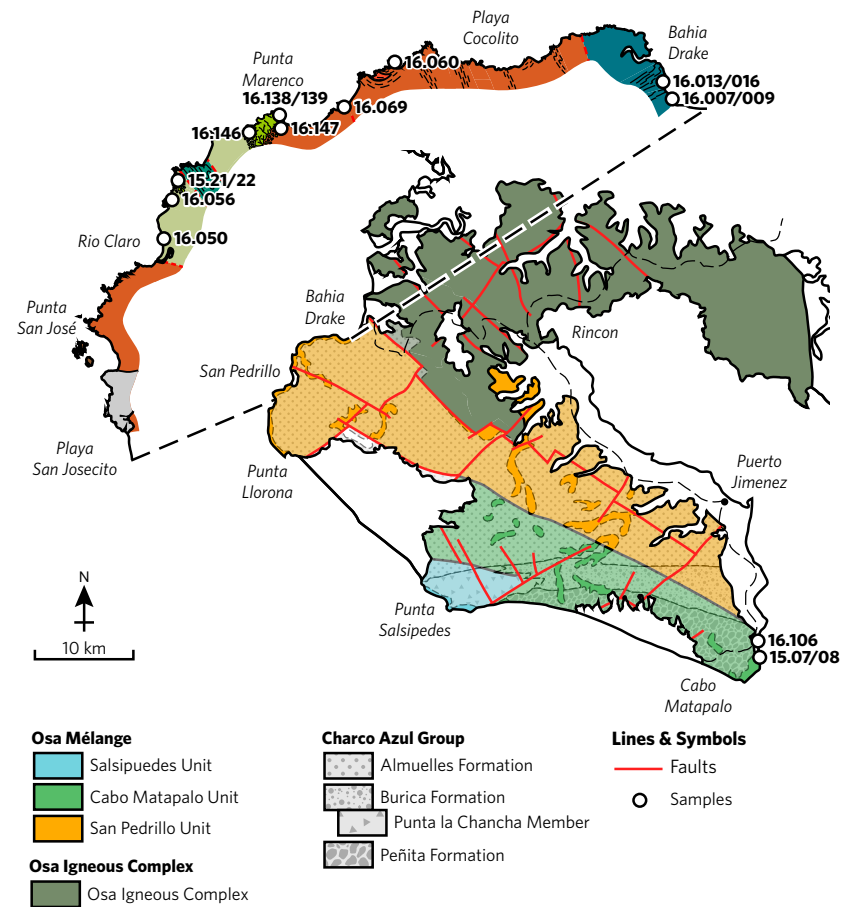 Playa
Cocolito
Bahia
Drake
Punta
Marenco
16.060
16.013/016
16.007/009
16.138/139
16.069
16.146
16.147
15.21/22
16.056
Rio Claro
16.050
Punta
San José
Bahia
Drake
Rincon
San Pedrillo
Playa
San Josecito
Punta
Llorona
Puerto
Jimenez
N
10 km
Punta
Salsipedes
16.106
15.07/08
Cabo
Matapalo
Osa Mélange
Salsipuedes Unit
Cabo Matapalo Unit
San Pedrillo Unit
Osa Igneous Complex
Osa Igneous Complex
Charco Azul Group
Almuelles Formation
Burica Formation
Punta la Chancha Member
Peñita Formation
Lines & Symbols
Faults
Samples